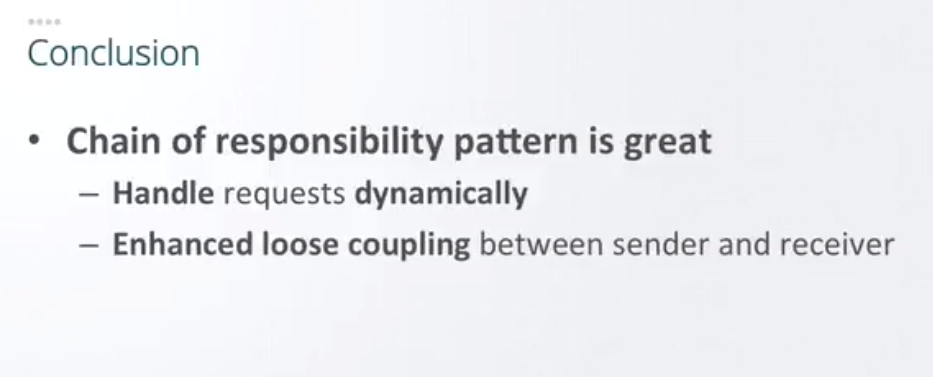 Conclusion
• Chain of responsibility pattern is great
– Handle requests dynamically
– Enhanced loose coupling between sender and receiver